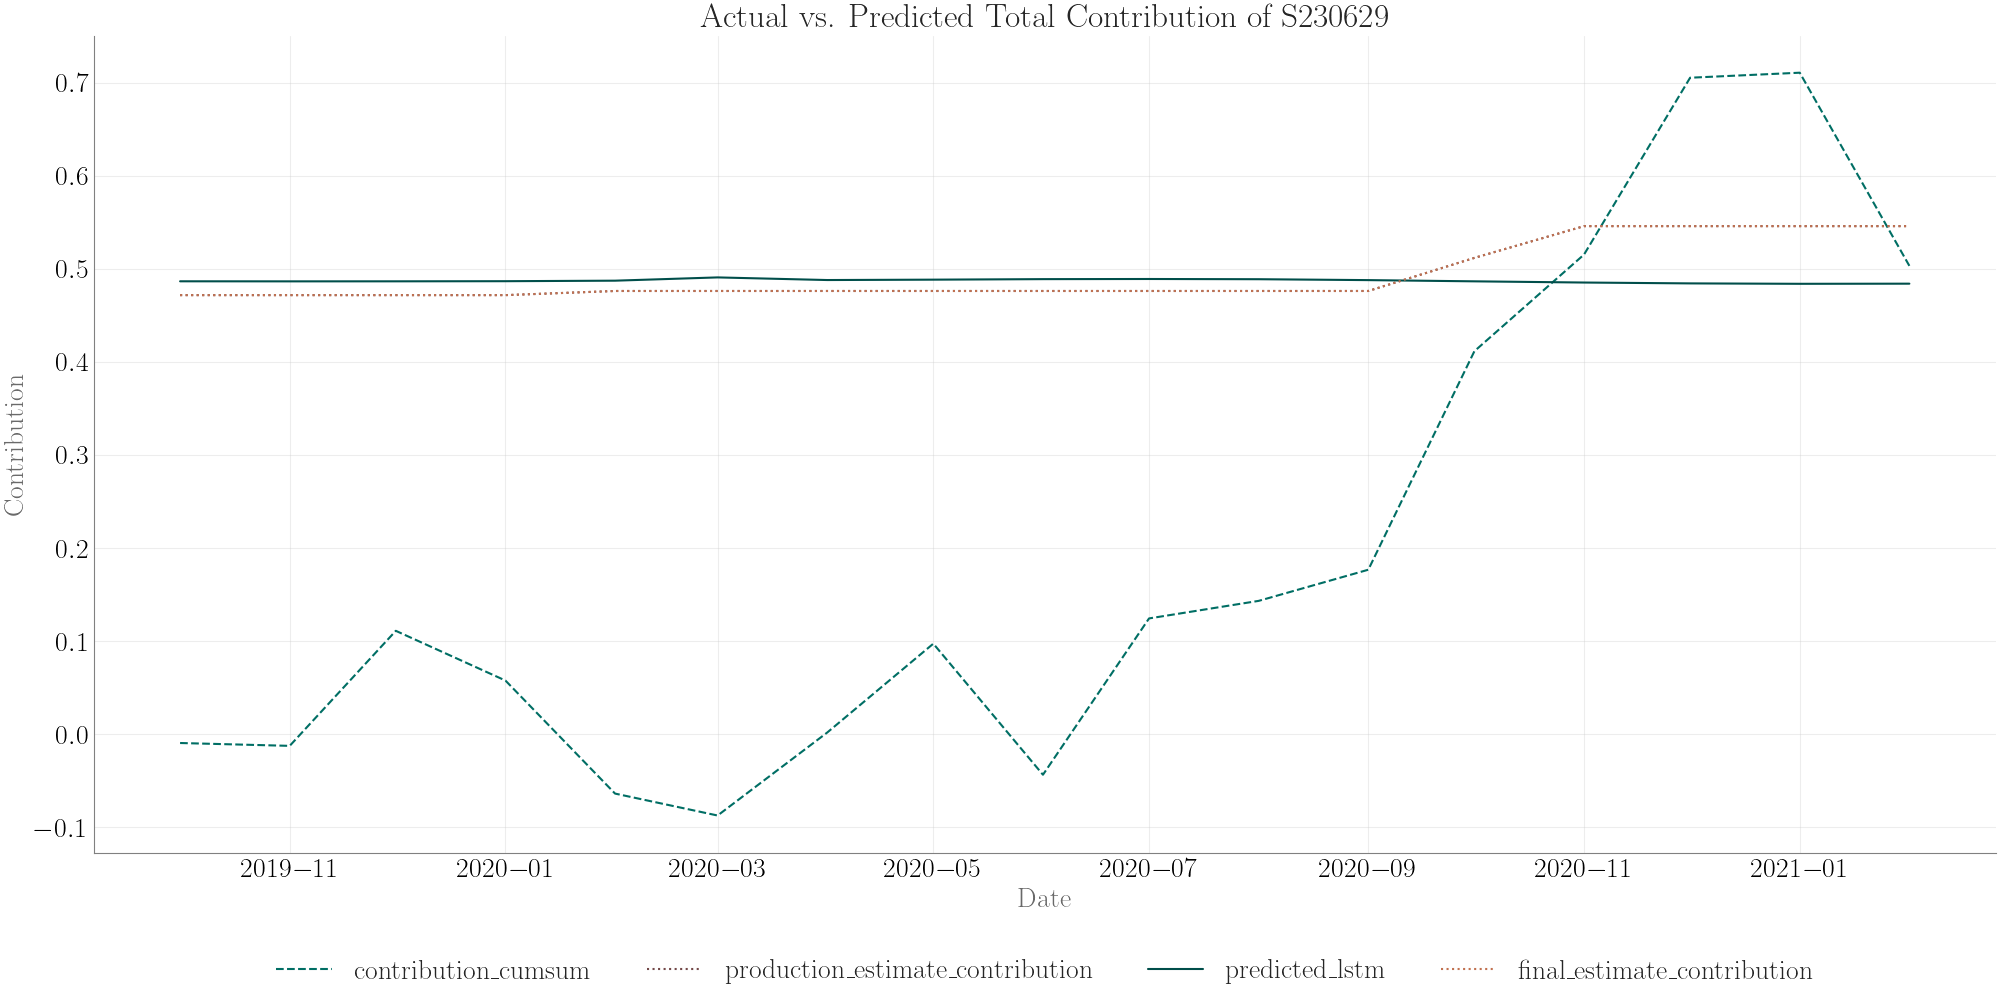 Actual vs. Predicted Total Contribution of S230629
Contribution
0.7
0.6
0.5
0.4
0.3
0.2
0.1
0.0
−0.1
2019−11 2020−01 2020−03 2020−05 2020−07 2020−09 2020−11 2021−01
Date
contribution_cumsum production_estimate_contribution predicted_lstm final_estimate_contribution